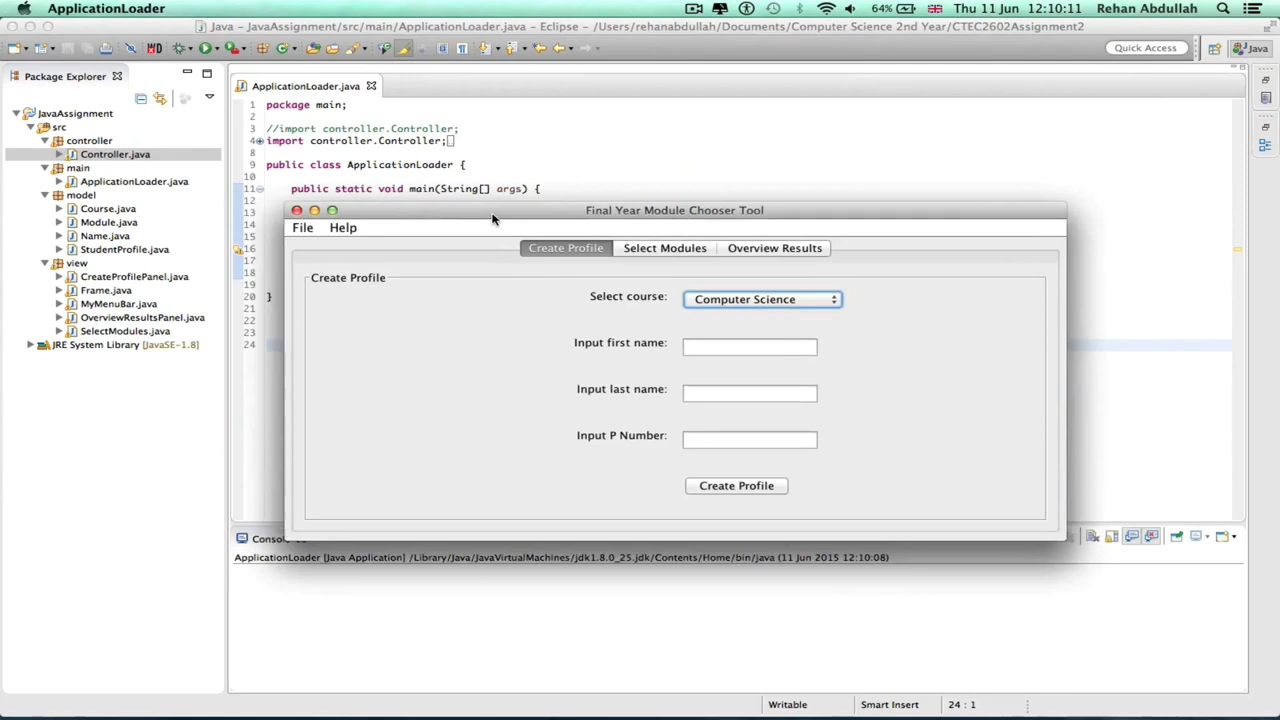 ApplicationLoader
64%
Thu 11 Jun 12:10:11
Rehan Abdullah
Java – JavaAssignment/src/main/ApplicationLoader.java – Eclipse – /Users/rehanabdullah/Documents/Computer Science 2nd Year/CTEC2602Assignment2
Quick Access
Java
Package Explorer
JavaAssignment
src
controller
Controller.java
main
ApplicationLoader.java
model
Course.java
Module.java
Name.java
StudentProfile.java
view
CreateProfilePanel.java
Frame.java
MyMenuBar.java
OverviewResultsPanel.java
SelectModules.java
JRE System Library [JavaSE-1.8]
ApplicationLoader.java
1 package main;
2
3 //import controller.Controller;
4 import controller.Controller;
9 public class ApplicationLoader {
10
11 public static void main(String[] args) {
12
13
14
15
16
17
18
19
20 }
21
22
23
24
Final Year Module Chooser Tool
File Help
Create Profile Select Modules Overview Results
Create Profile
Select course: Computer Science
Input first name:
Input last name:
Input P Number:
Create Profile
Console
ApplicationLoader [Java Application] /Library/Java/JavaVirtualMachines/jdk1.8.0_25.jdk/Contents/Home/bin/java (11 Jun 2015 12:10:08)
Writable Smart Insert 24 : 1